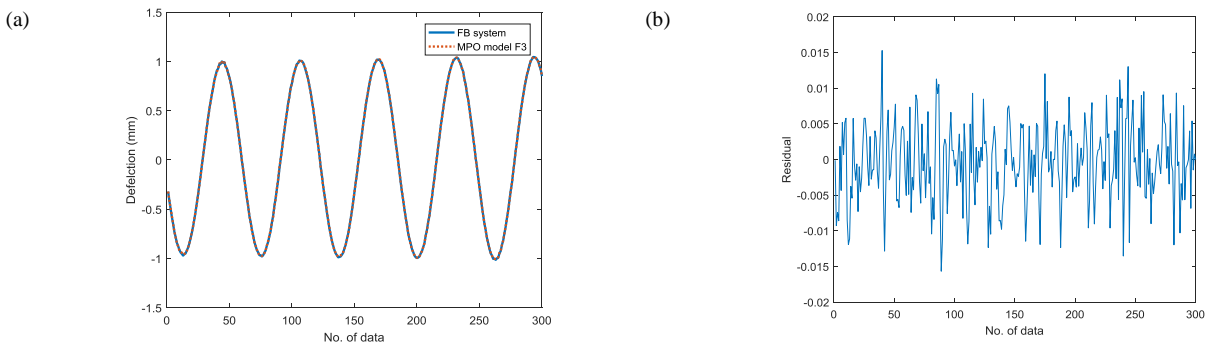 (a)
1.5
1
0.5
0
-0.5
-1
-1.5
Defelction (mm)
FB system
MPO model F3
0 50 100 150 200 250 300
No. of data
(b)
0.02
0.015
0.01
0.005
0
-0.005
-0.01
-0.015
-0.02
Residual
0 50 100 150 200 250 300
No. of data